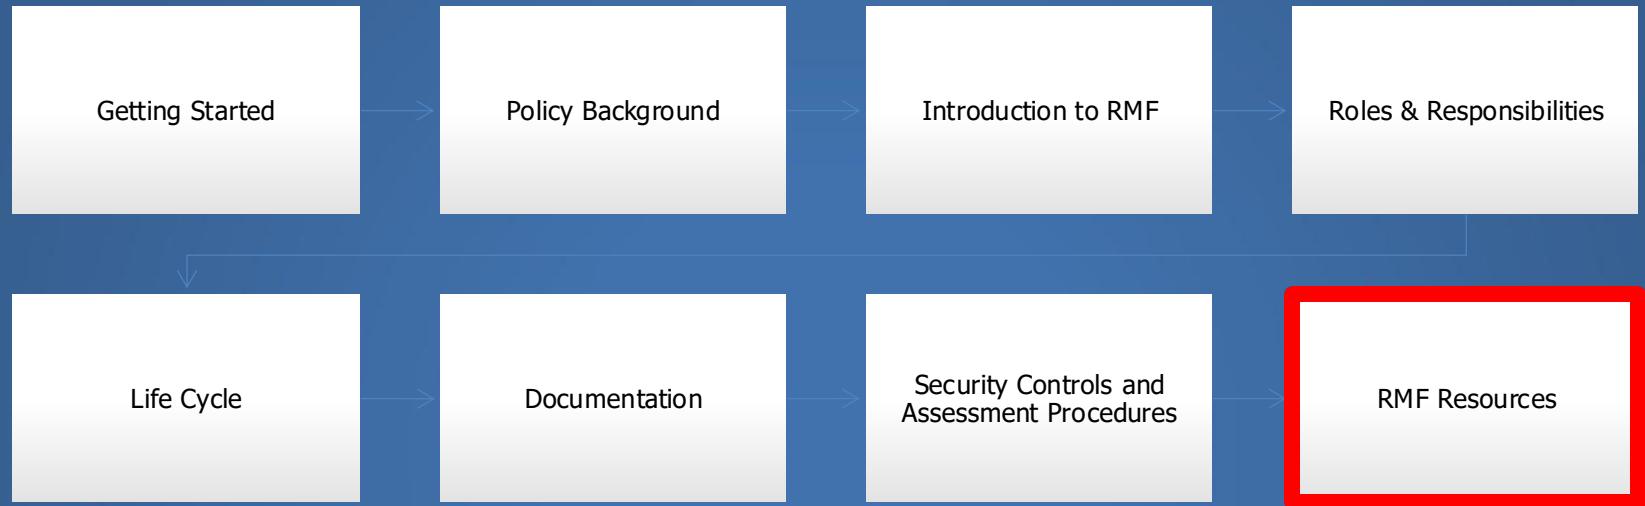 Getting Started
Policy Background
Introduction to RMF
Roles & Responsibilities
Life Cycle
Documentation
Security Controls and
Assessment Procedures
RMF Resources